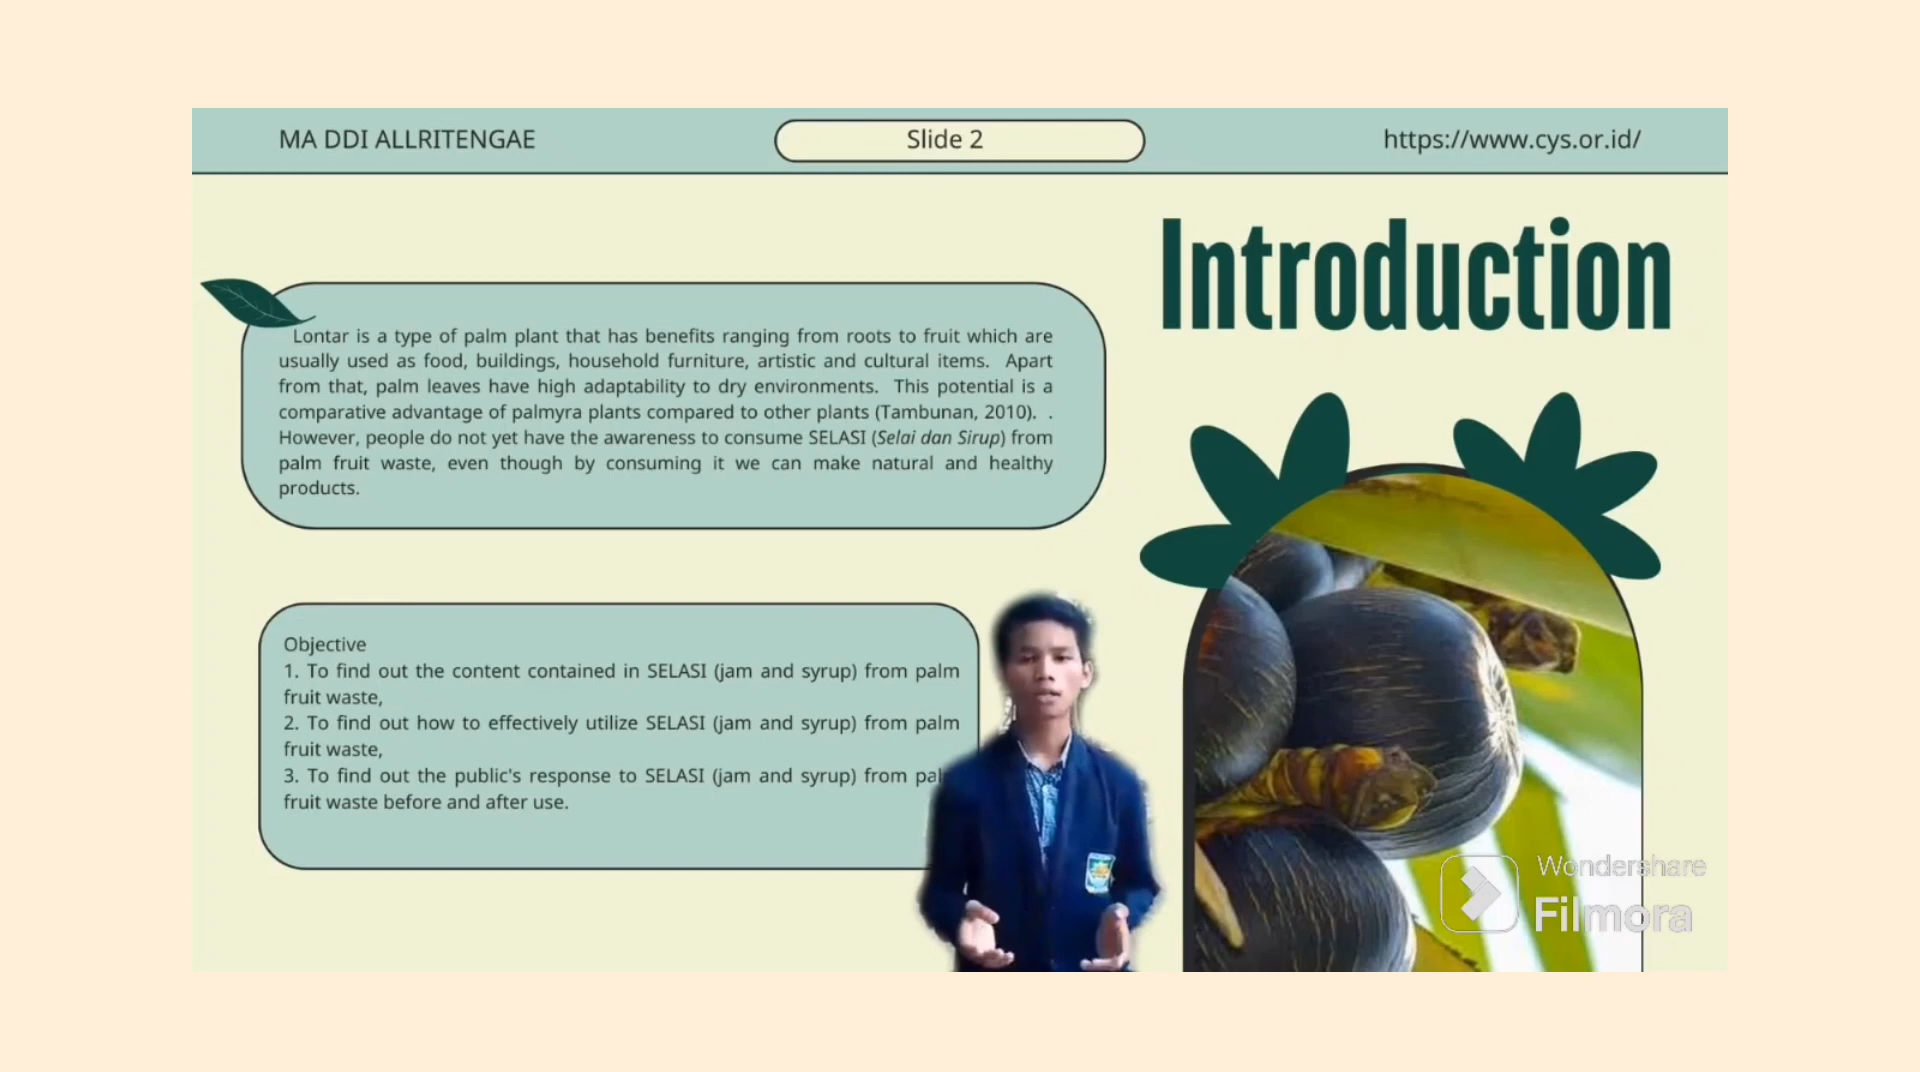 MA DDI ALLRITENGAE
Slide 2
https://www.cys.or.id/
Introduction
Lontar is a type of palm plant that has benefits ranging from roots to fruit which are
usually used as food, buildings, household furniture, artistic and cultural items. Apart
from that, palm leaves have high adaptability to dry environments. This potential is a
comparative advantage of palmyra plants compared to other plants (Tambunan, 2010). .
However, people do not yet have the awareness to consume SELASI (Selai dan Sirup) from
palm fruit waste, even though by consuming it we can make natural and healthy
products.
Objective
1. To find out the content contained in SELASI (jam and syrup) from palm
fruit waste,
2. To find out how to effectively utilize SELASI (jam and syrup) from palm
fruit waste,
3. To find out the public's response to SELASI (jam and syrup) from pal
fruit waste before and after use.
Wondershare
Filmora